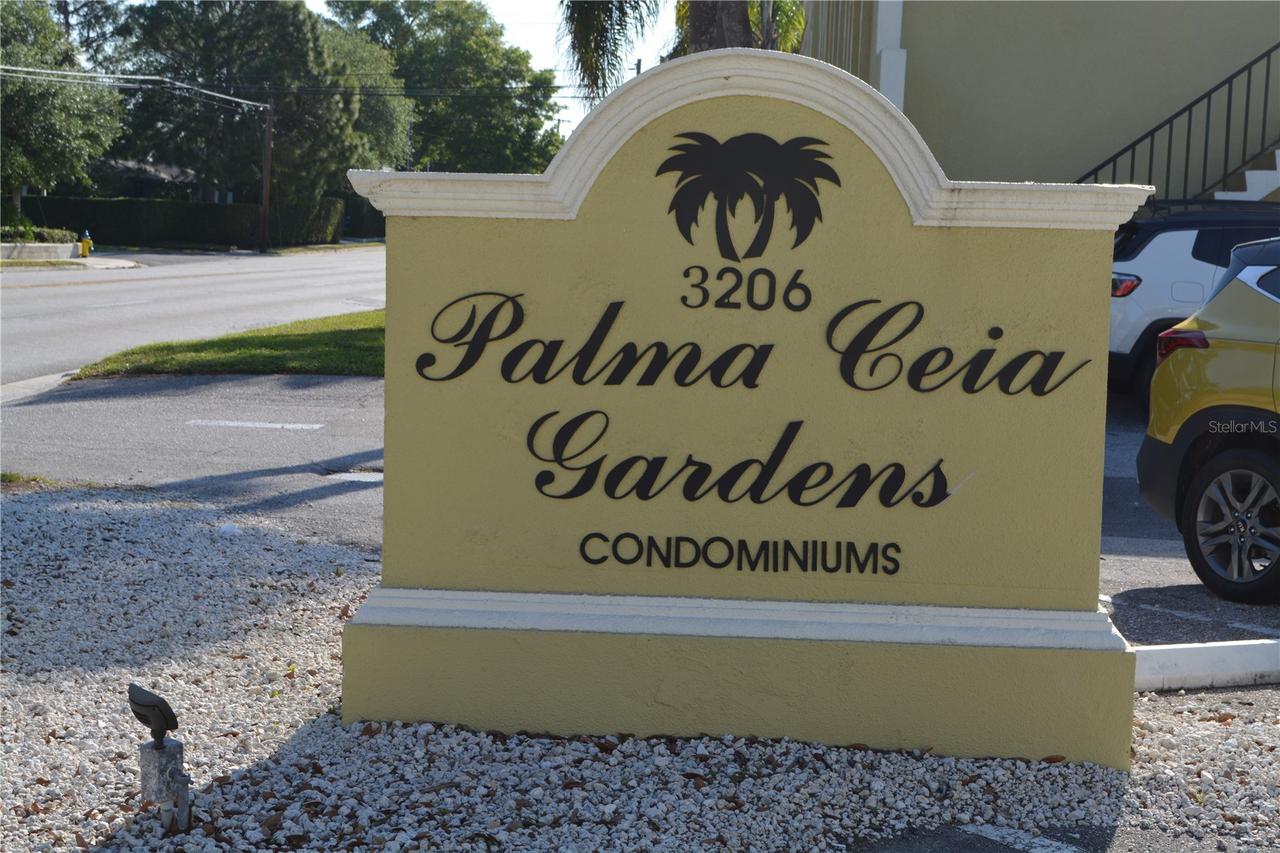 3206
Palma Ceia
Gardens
CONDOMINIUMS
StellarMLS